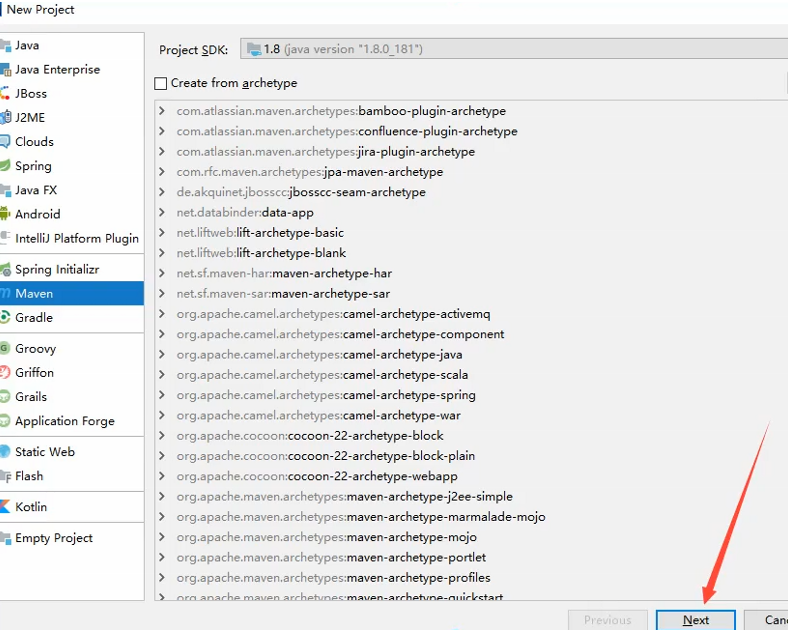 New Project
Java
Java Enterprise
JBoss
J2ME
Clouds
Spring
Java FX
Android
IntelliJ Platform Plugin
Spring Initializr
Maven
Gradle
Groovy
Griffon
Grails
Application Forge
Static Web
Flash
Kotlin
Empty Project
Project SDK: 1.8 (java version "1.8.0_181")
Create from archetype
com.atlassian.maven.archetypes:bamboo-plugin-archetype
com.atlassian.maven.archetypes:confluence-plugin-archetype
com.atlassian.maven.archetypes:jira-plugin-archetype
com.rfc.maven.archetypes:jpa-maven-archetype
de.akquinet.jbosscc:jbosscc-seam-archetype
net.databinder:data-app
net.liftweb:lift-archetype-basic
net.liftweb:lift-archetype-blank
net.sf.maven-har:maven-archetype-har
net.sf.maven-sar:maven-archetype-sar
org.apache.camel.archetypes:camel-archetype-activemq
org.apache.camel.archetypes:camel-archetype-component
org.apache.camel.archetypes:camel-archetype-java
org.apache.camel.archetypes:camel-archetype-scala
org.apache.camel.archetypes:camel-archetype-spring
org.apache.camel.archetypes:camel-archetype-war
org.apache.cocoon:cocoon-22-archetype-block
org.apache.cocoon:cocoon-22-archetype-block-plain
org.apache.cocoon:cocoon-22-archetype-webapp
org.apache.maven.archetypes:maven-archetype-j2ee-simple
org.apache.maven.archetypes:maven-archetype-marmalade-mojo
org.apache.maven.archetypes:maven-archetype-mojo
org.apache.maven.archetypes:maven-archetype-portlet
org.apache.maven.archetypes:maven-archetype-profiles
org.apache.maven.archetypes:maven-archetype-quickstart
Previous Next Canc